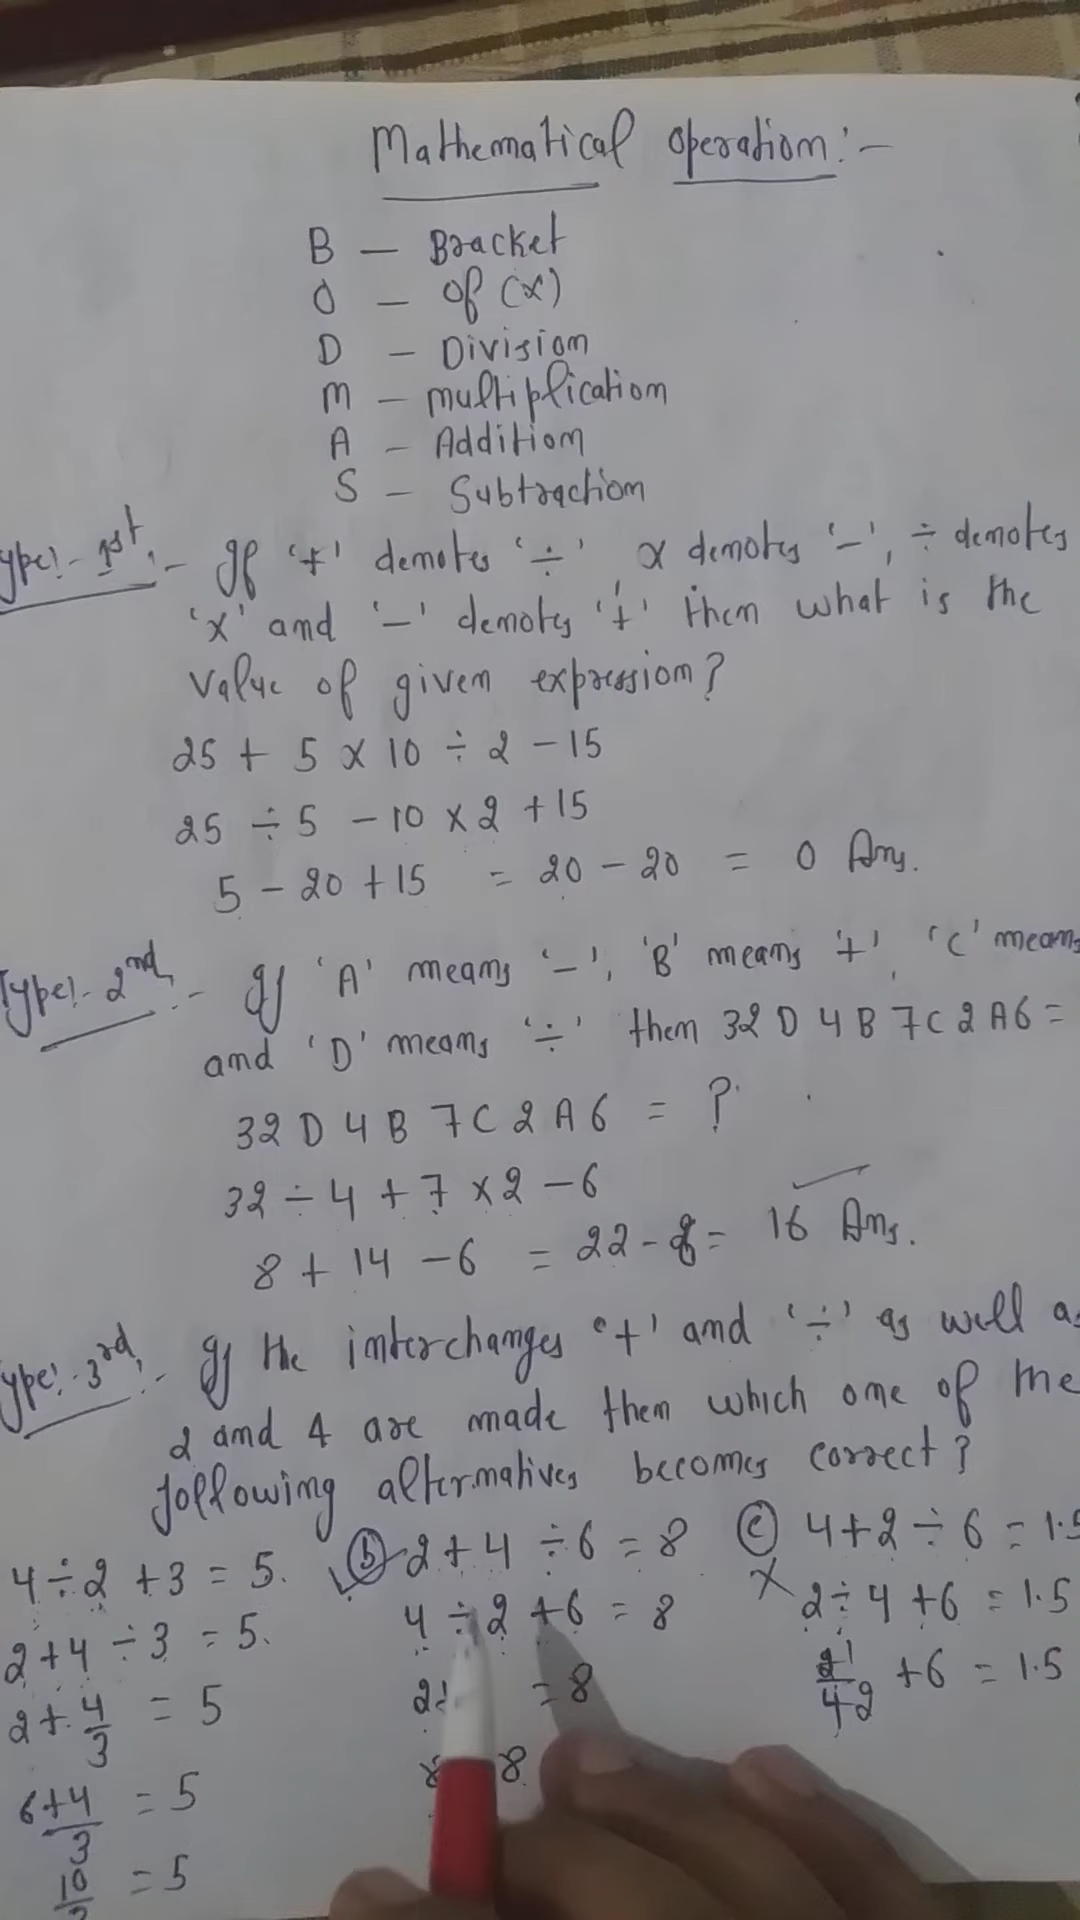 Mathematical Operation:-
B - Bracket
O - of (x)
D - Division
M - multiplication
A - Addition
S - Subtraction
ype:- 1st:- If '+' denotes '÷', x denotes '-', ÷ denotes
'x' and '-' denotes '+' then what is the
value of given expression?
25 + 5 x 10 ÷ 2 - 15
25 ÷ 5 - 10 x 2 + 15
5 - 20 + 15 = 20 - 20 = 0 Ans.
Type:- 2nd:- If 'A' means '-', 'B' means '+', 'C' means
and 'D' means '÷' then 32 D 4 B 7 C 2 A 6 =
32 D 4 B 7 C 2 A 6 = ?
32 ÷ 4 + 7 x 2 - 6
8 + 14 - 6 = 22 - 6 = 16 Ans.
ype:- 3rd:- If the interchanges '+' and '÷' as well as
2 and 4 are made then which one of the
following alternatives becomes correct?
4 ÷ 2 + 3 = 5. (b) 2 + 4 ÷ 6 = 8 (c) 4 + 2 ÷ 6 = 1.5
2 + 4 ÷ 3 = 5. 4 ÷ 2 + 6 = 8 x 2 ÷ 4 + 6 = 1.5
2 + 4/3 = 5 2+ = 8 21/42 + 6 = 1.5
6+4/3 = 5 8 8
10/3 = 5